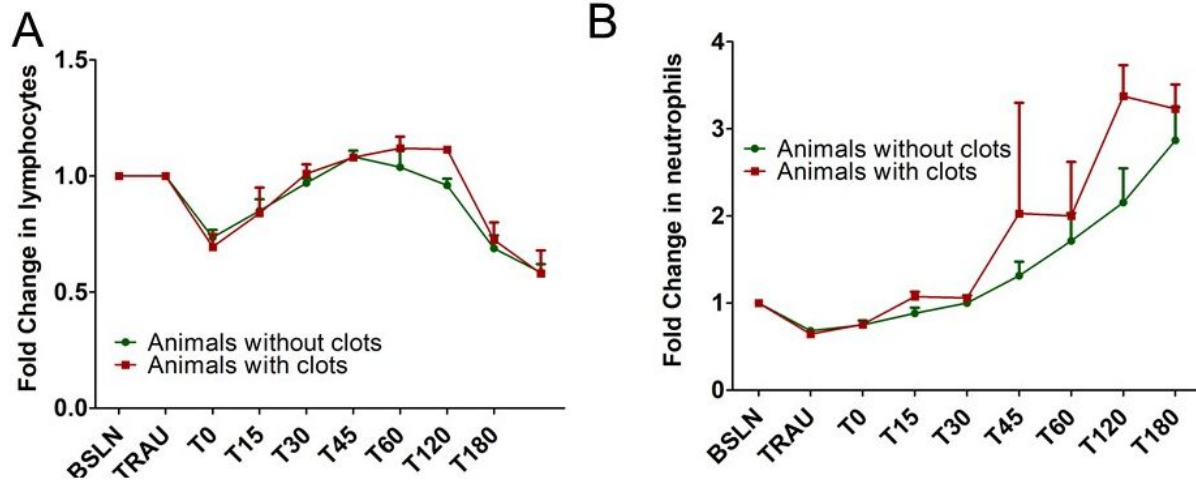 A
Fold Change in lymphocytes
1.5
1.0
0.5
0.0
Animals without clots
Animals with clots
BSLN
TRAU
T0
T15
T30
T45
T60
T120
T180
B
Fold Change in neutrophils
4
3
2
1
0
Animals without clots
Animals with clots
BSLN
TRAU
T0
T15
T30
T45
T60
T120
T180